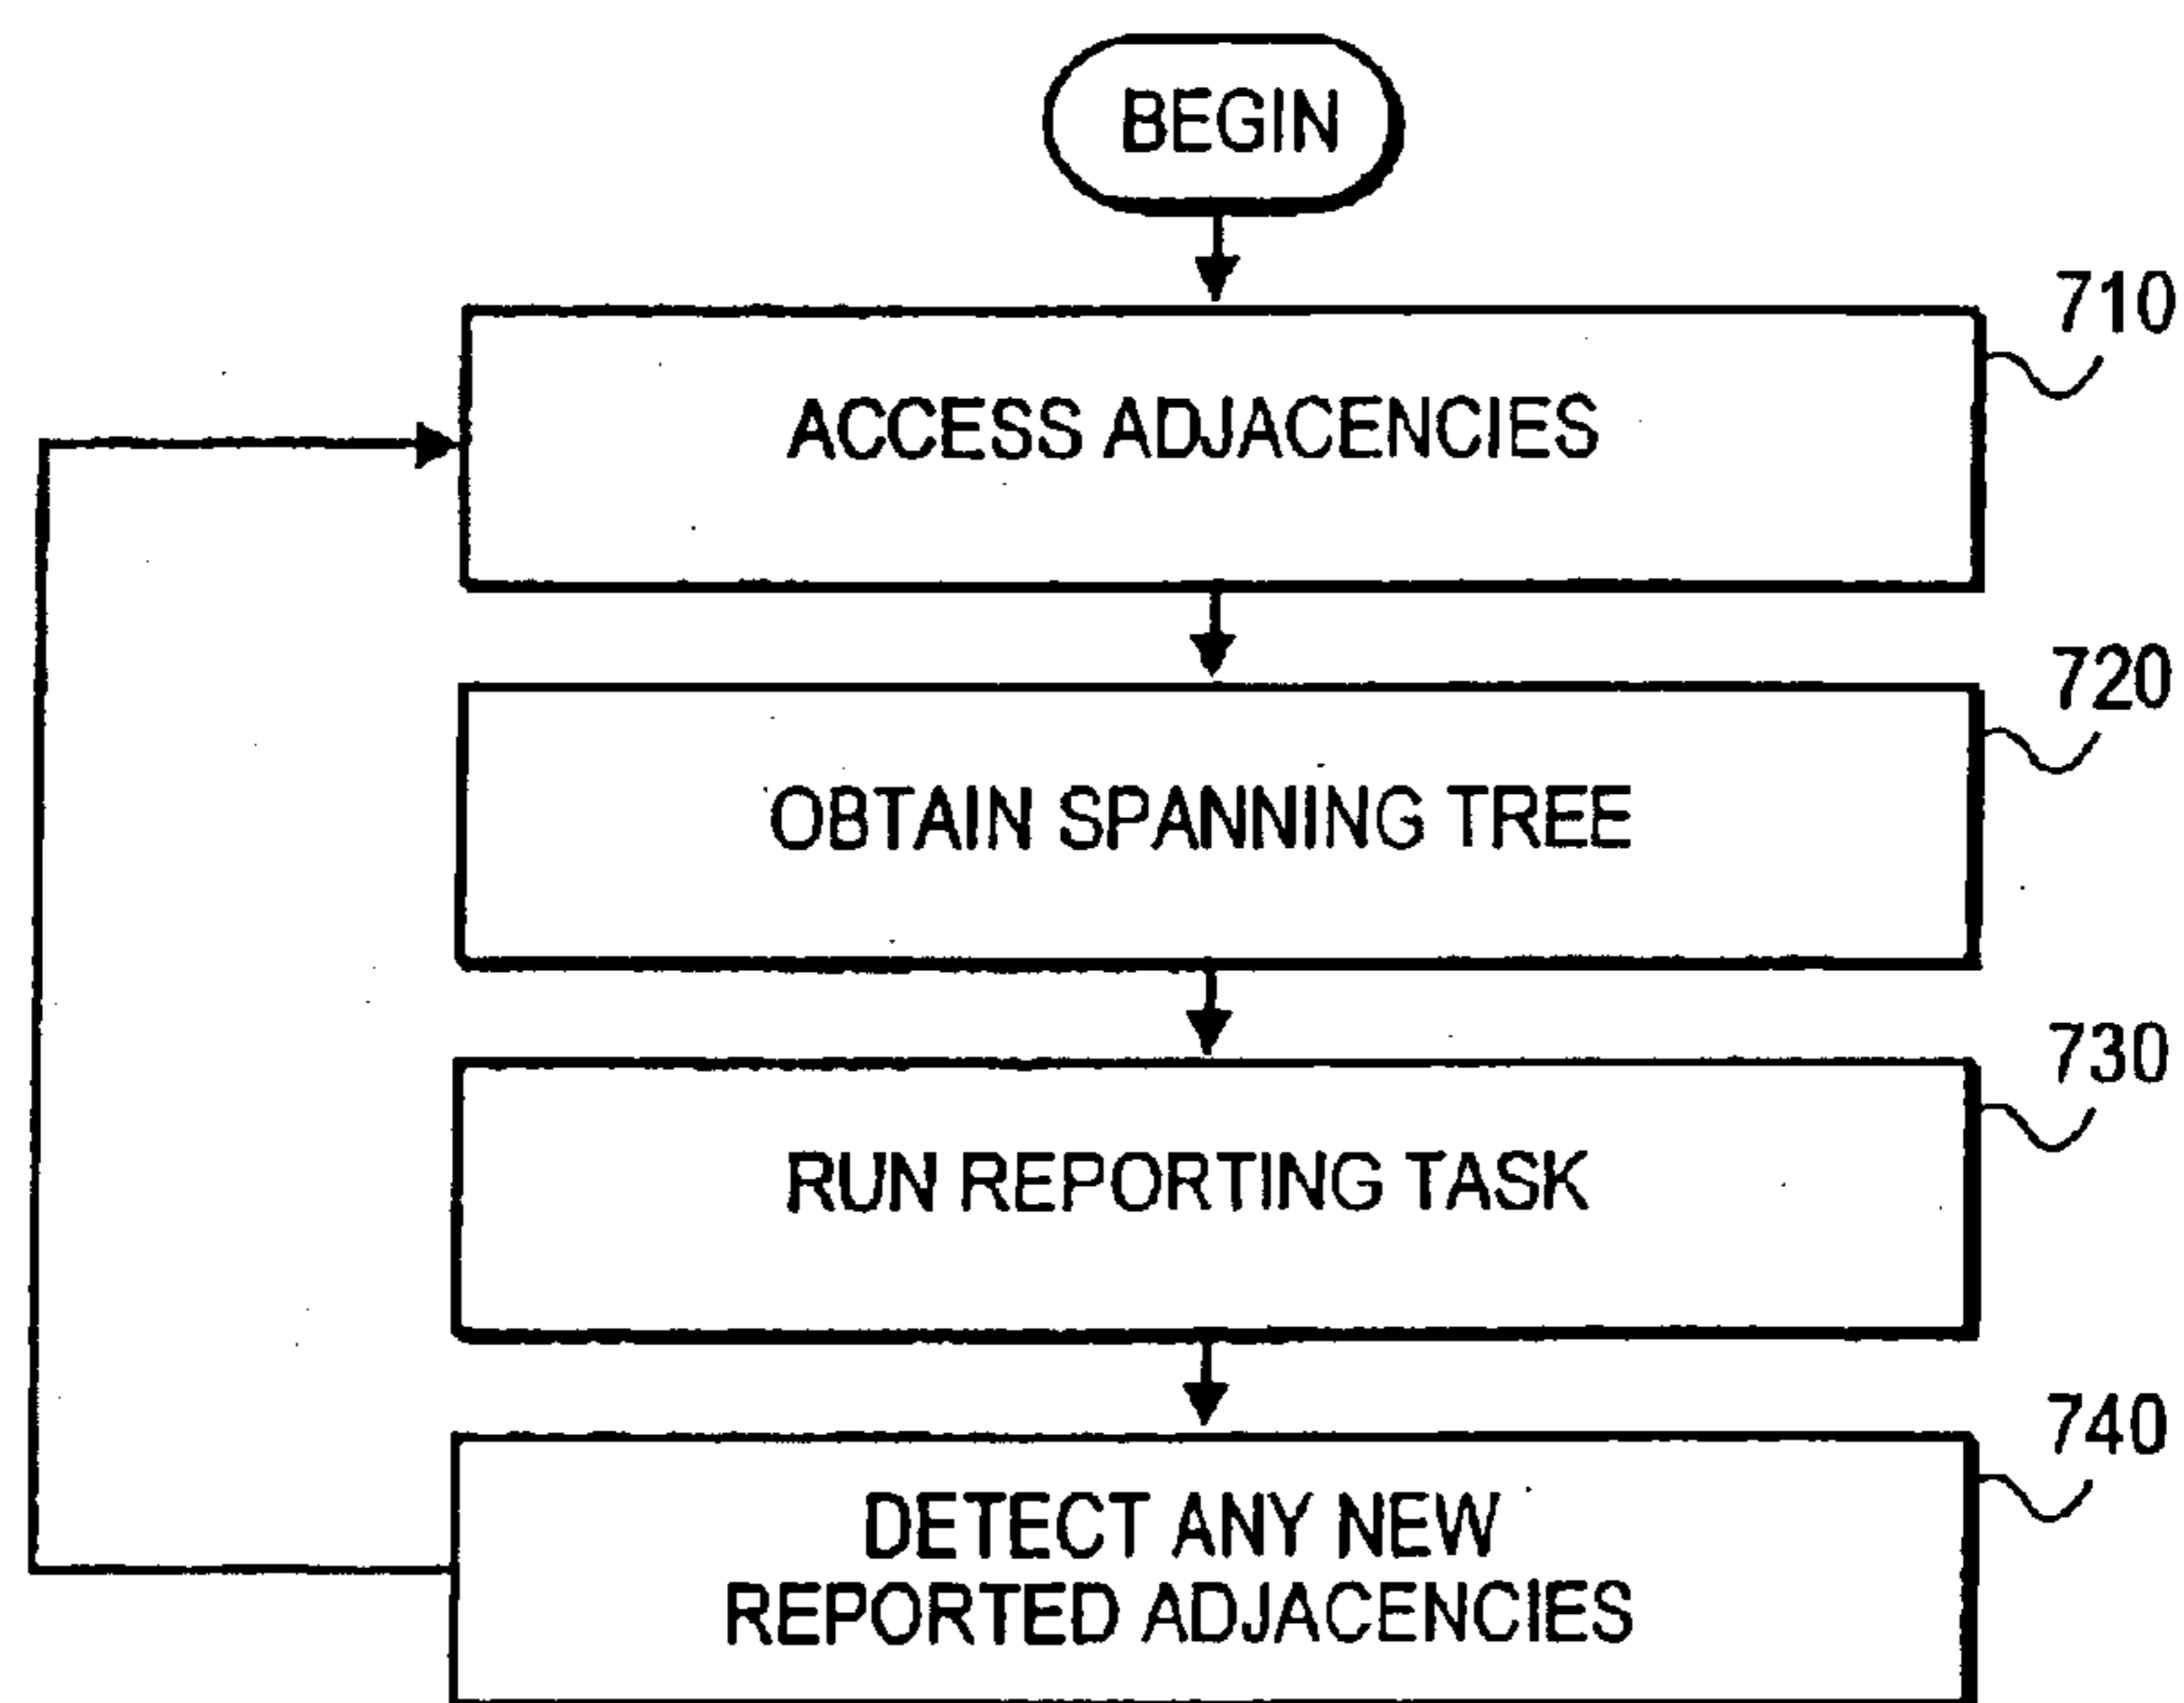 BEGIN
710
ACCESS ADJACENCIES
720
OBTAIN SPANNING TREE
730
RUN REPORTING TASK
740
DETECT ANY NEW
REPORTED ADJACENCIES